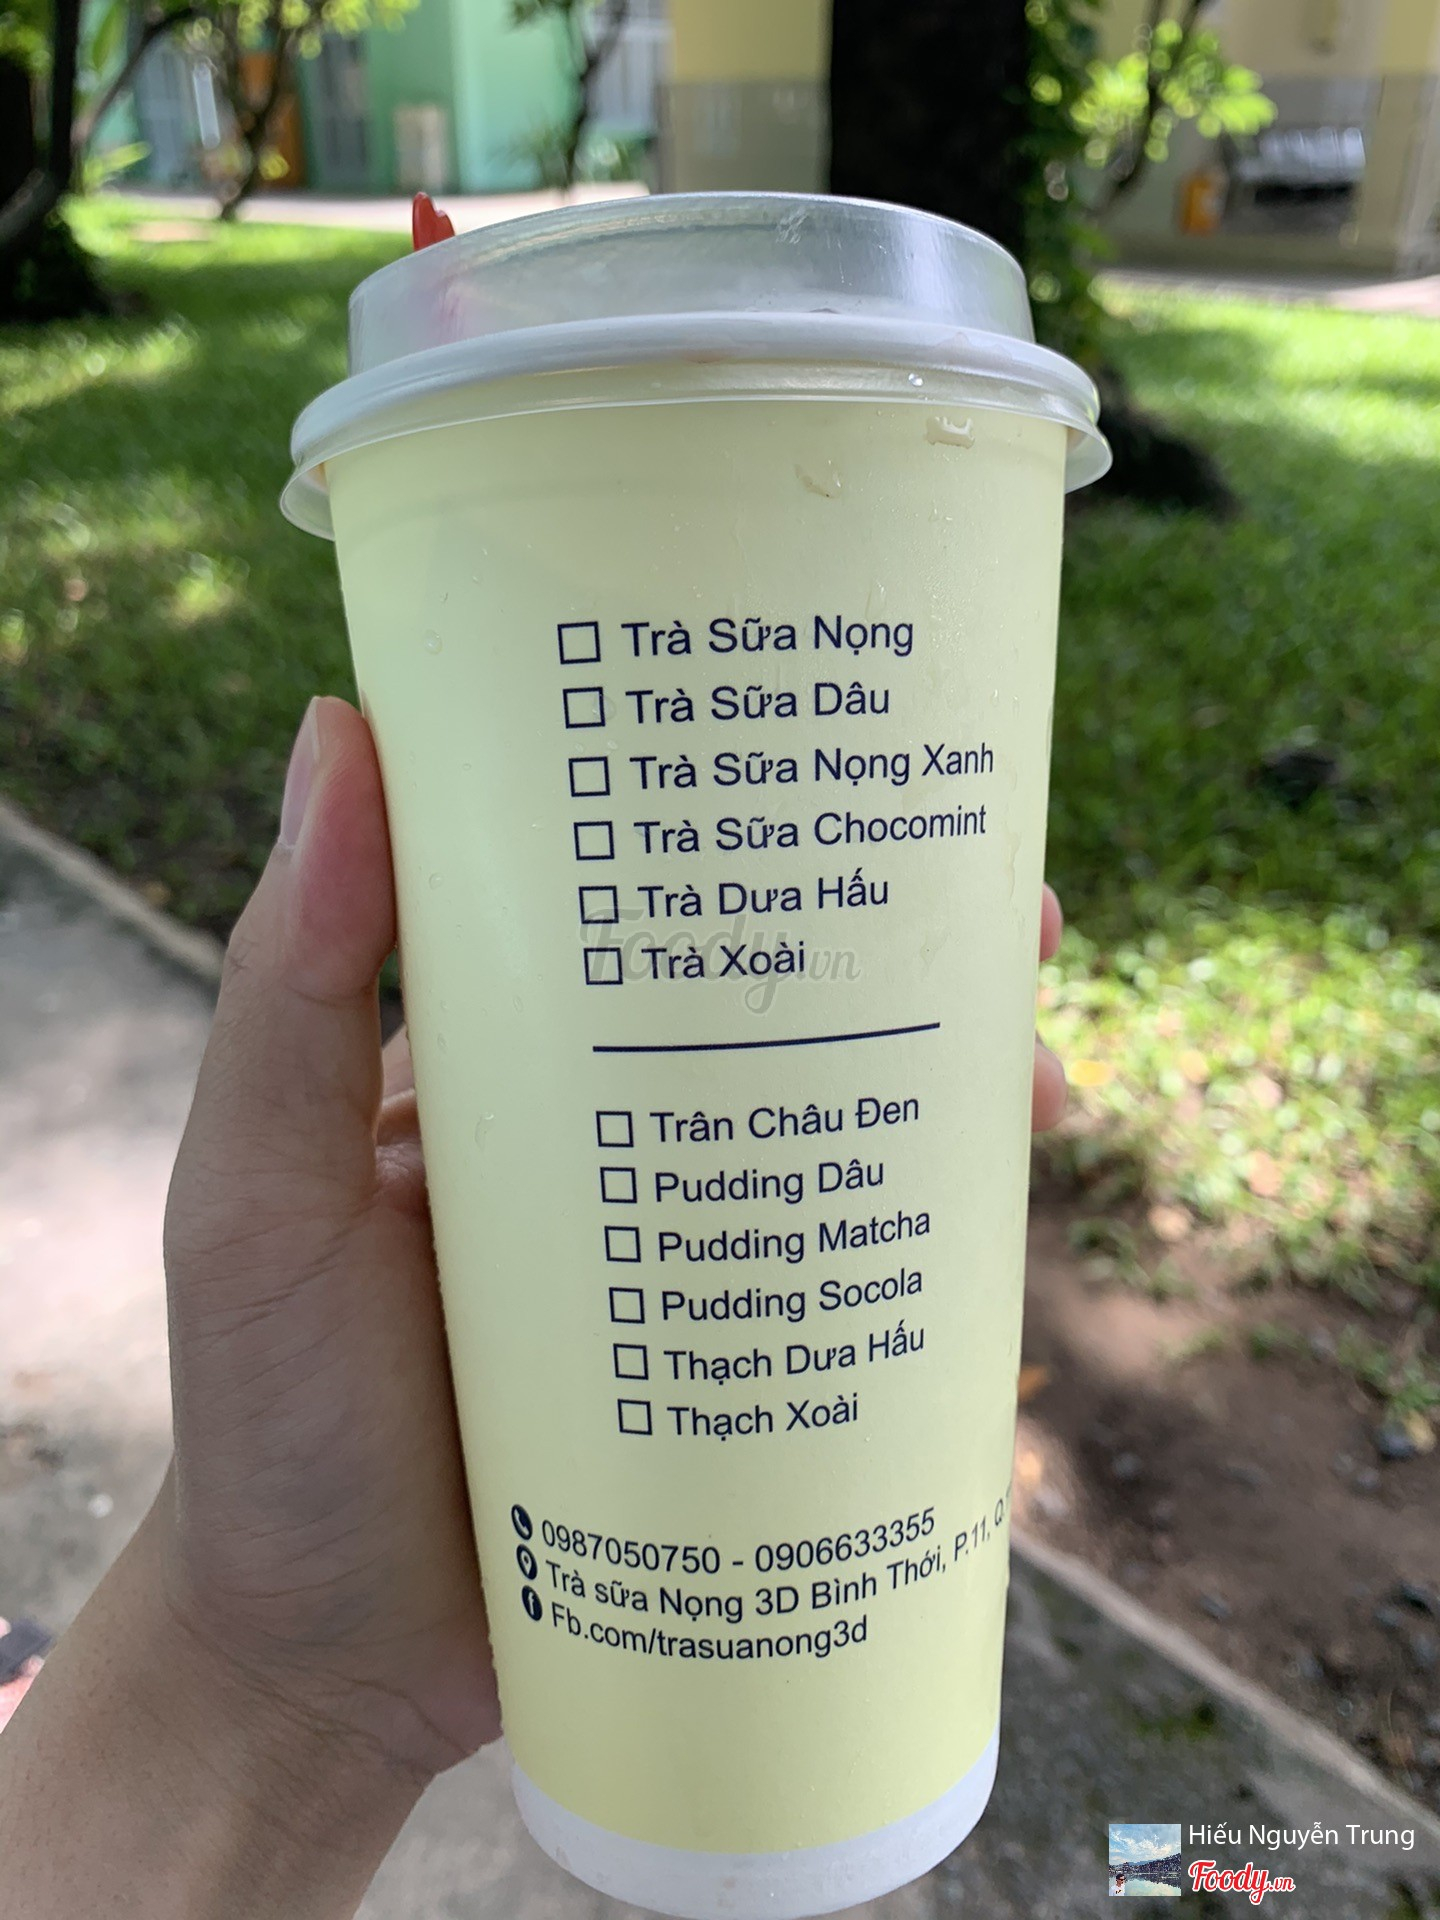 Trà Sữa Nọng
Trà Sữa Dâu
Trà Sữa Nọng Xanh
Trà Sữa Chocomint
Trà Dưa Hấu
Trà Xoài
Foody.vn
Trân Châu Đen
Pudding Dâu
Pudding Matcha
Pudding Socola
Thạch Dưa Hấu
Thạch Xoài
0987050750 - 0906633355
Trà sữa Nọng 3D Bình Thới, P.11, Q.
Fb.com/trasuanong3d
Hiếu Nguyễn Trung
Foody.vn